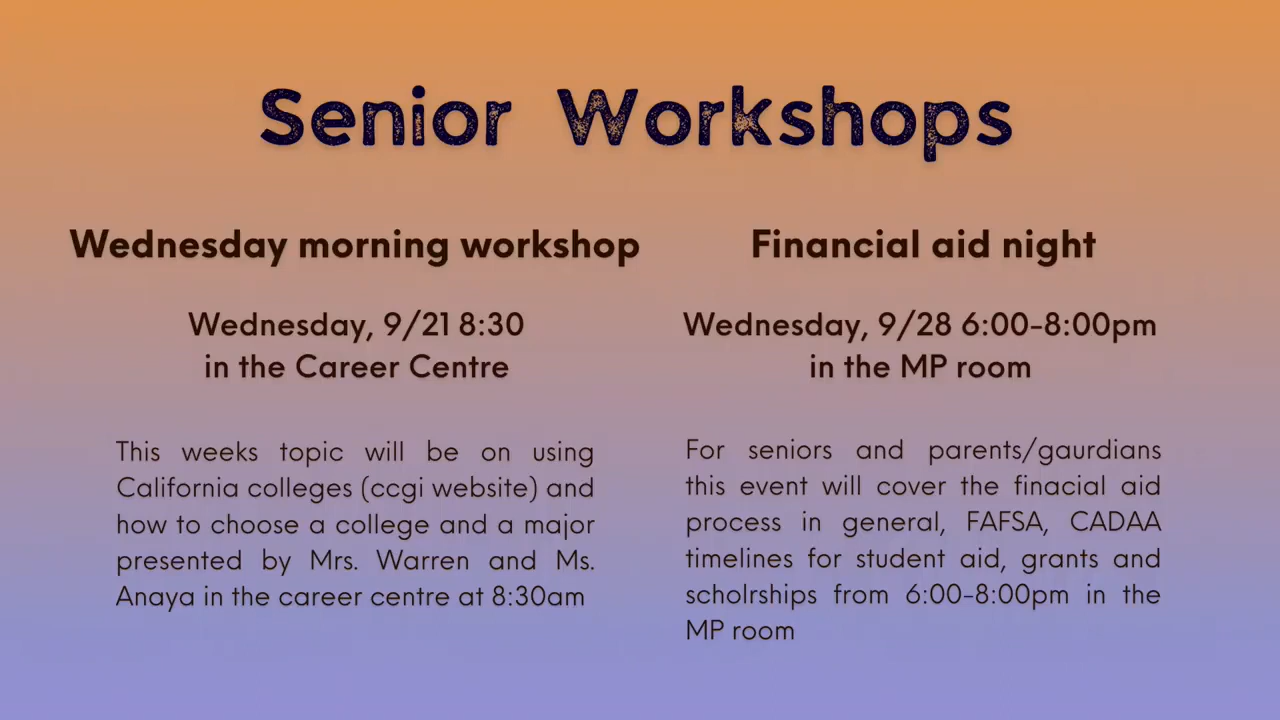 Senior Workshops
Wednesday morning workshop
Wednesday, 9/21 8:30
in the Career Centre
This weeks topic will be on using
California colleges (ccgi website) and
how to choose a college and a major
presented by Mrs. Warren and Ms.
Anaya in the career centre at 8:30am
Financial aid night
Wednesday, 9/28 6:00-8:00pm
in the MP room
For seniors and parents/gaurdians
this event will cover the finacial aid
process in general, FAFSA, CADAA
timelines for student aid, grants and
scholrships from 6:00-8:00pm in the
MP room